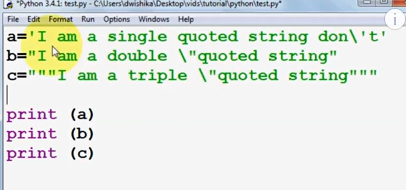 *Python 3.4.1: test.py - C:\Users\dwishika\Desktop\vids\tutorial\python\test.py*
File Edit Format Run Options Windows Help
a='I am a single quoted string don\'t'
b="I am a double \"quoted string"
c="""I am a triple \"quoted string"""
print (a)
print (b)
print (c)